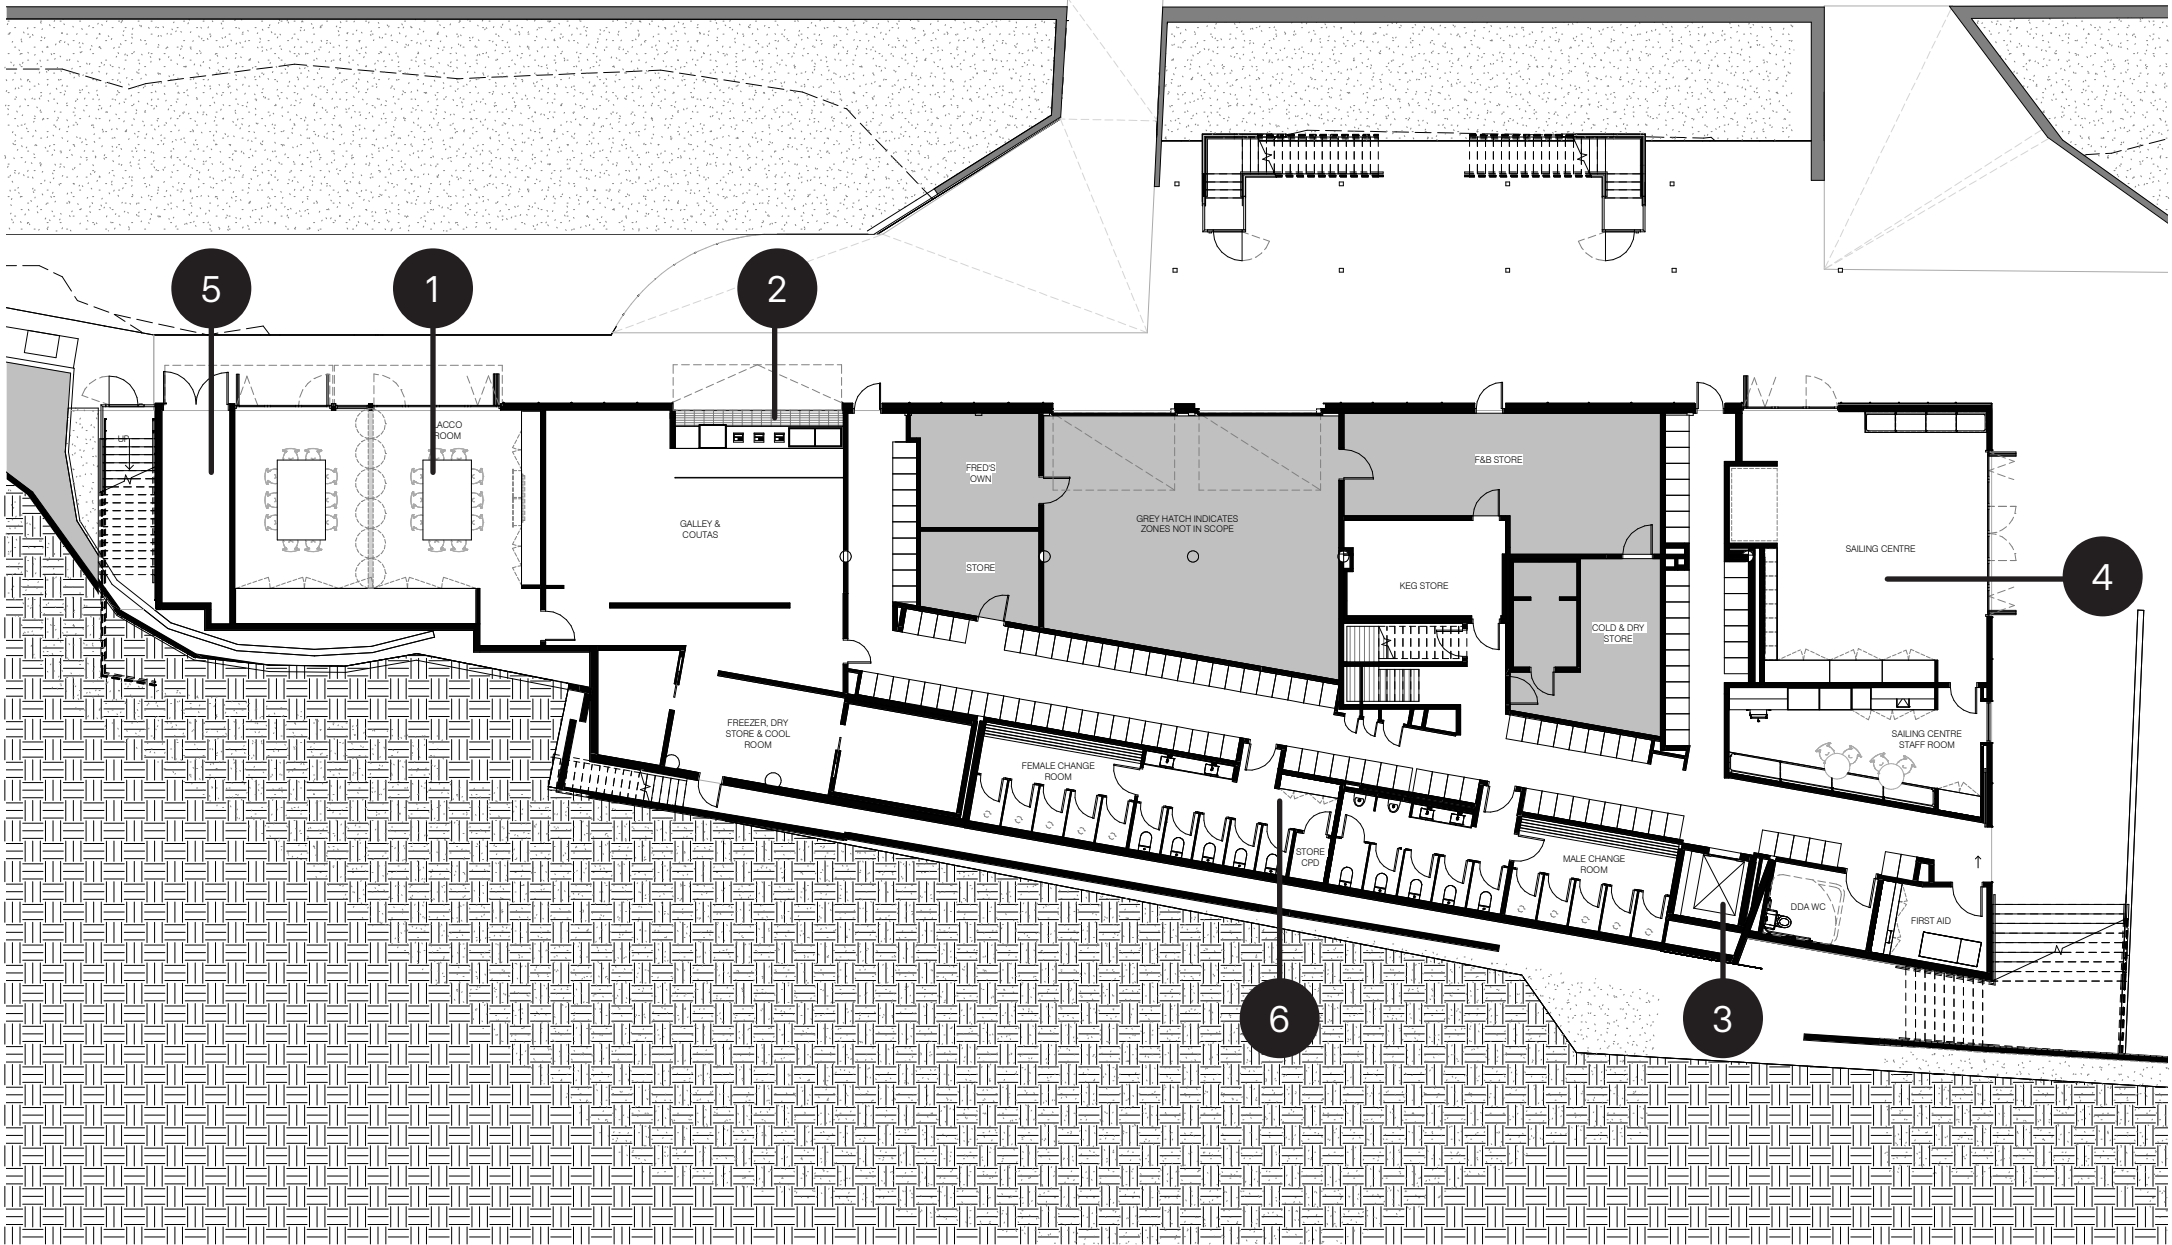 5
1
2
UP
ACCO
ROOM
FRED'S
OWN
F&B STORE
GREY HATCH INDICATES
ZONES NOT IN SCOPE
GALLEY &
COUTAS
STORE
KEG STORE
SAILING CENTRE
4
COLD & DRY
STORE
FREEZER, DRY
STORE & COOL
ROOM
SAILING CENTRE
STAFF ROOM
FEMALE CHANGE
ROOM
STORE
CPD
MALE CHANGE
ROOM
DDA WC
FIRST AID
6
3